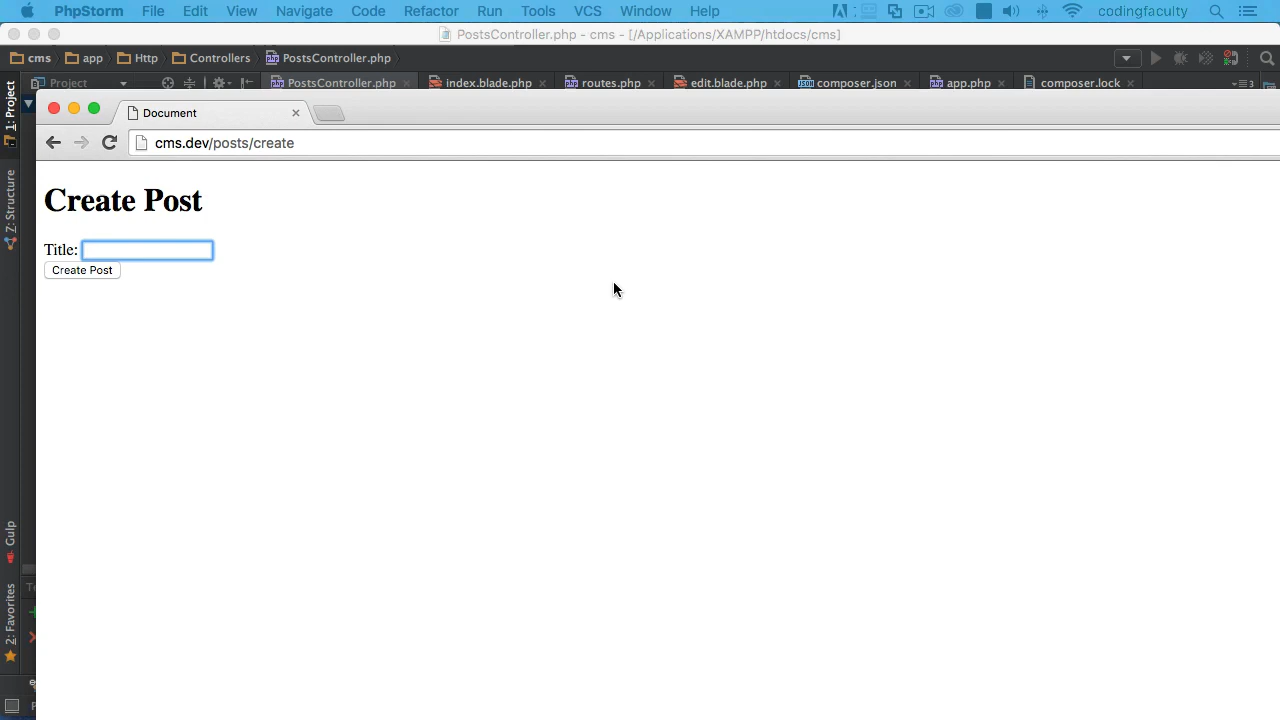 PhpStorm File Edit View Navigate Code Refactor Run Tools VCS Window Help codingfaculty
PostsController.php - cms - [/Applications/XAMPP/htdocs/cms]
cms app Http Controllers PostsController.php
Project PostsController.php index.blade.php routes.php edit.blade.php composer.json app.php composer.lock
1: Project
Z: Structure
Gulp
2: Favorites
Document
cms.dev/posts/create
Create Post
Title:
Create Post